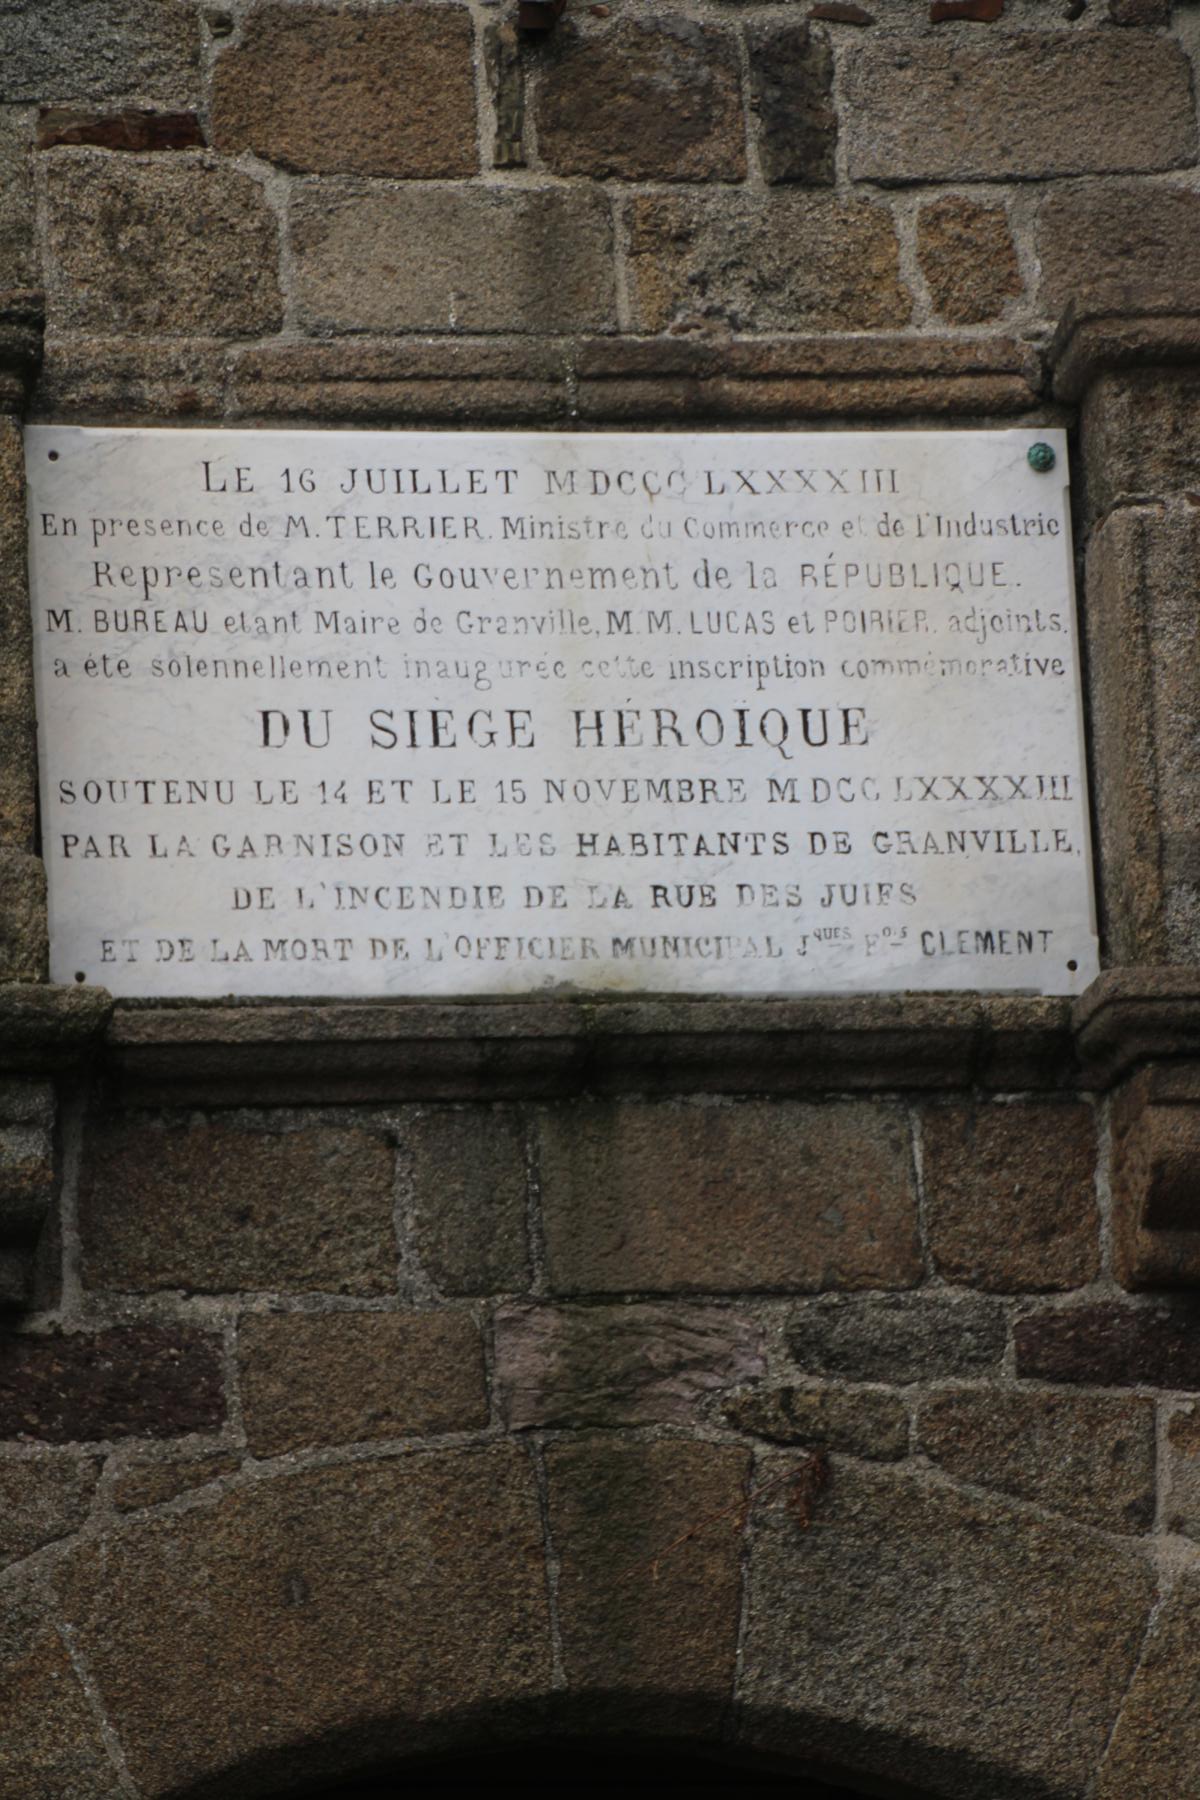 LE 16 JUILLET MDCCCLXXXXIII
En presence de M. TERRIER. Ministre du Commerce et de l'Industrie
Representant le Gouvernement de la RÉPUBLIQUE.
M. BUREAU etant Maire de Granville, M.M. LUCAS et POIRIER. adjoints.
a éte solennellement inaugurée cette inscription commémorative
DU SIÈGE HÉROÏQUE
SOUTENU LE 14 ET LE 15 NOVEMBRE MDCCLXXXXIII
PAR LA GARNISON ET LES HABITANTS DE GRANVILLE,
DE L'INCENDIE DE LA RUE DES JUIFS
ET DE LA MORT DE L'OFFICIER MUNICIPAL JQUES FOIS CLEMENT